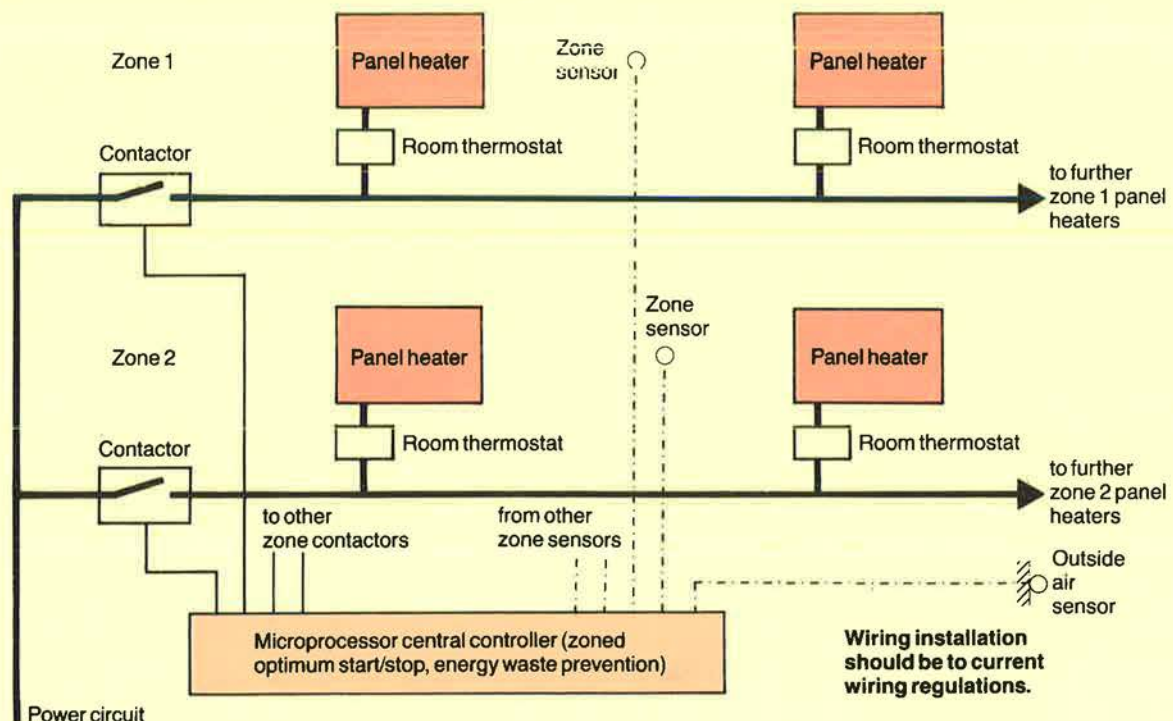 Zone 1
Panel heater
Zone
sensor
Panel heater
Room thermostat
Room thermostat
Contactor
to further
zone 1 panel
heaters
Zone 2
Panel heater
Zone
sensor
Panel heater
Room thermostat
Room thermostat
Contactor
to further
zone 2 panel
heaters
to other
zone contactors
from other
zone sensors
Outside
air
sensor
Microprocessor central controller (zoned
optimum start/stop, energy waste prevention)
Wiring installation
should be to current
wiring regulations.
Power circuit